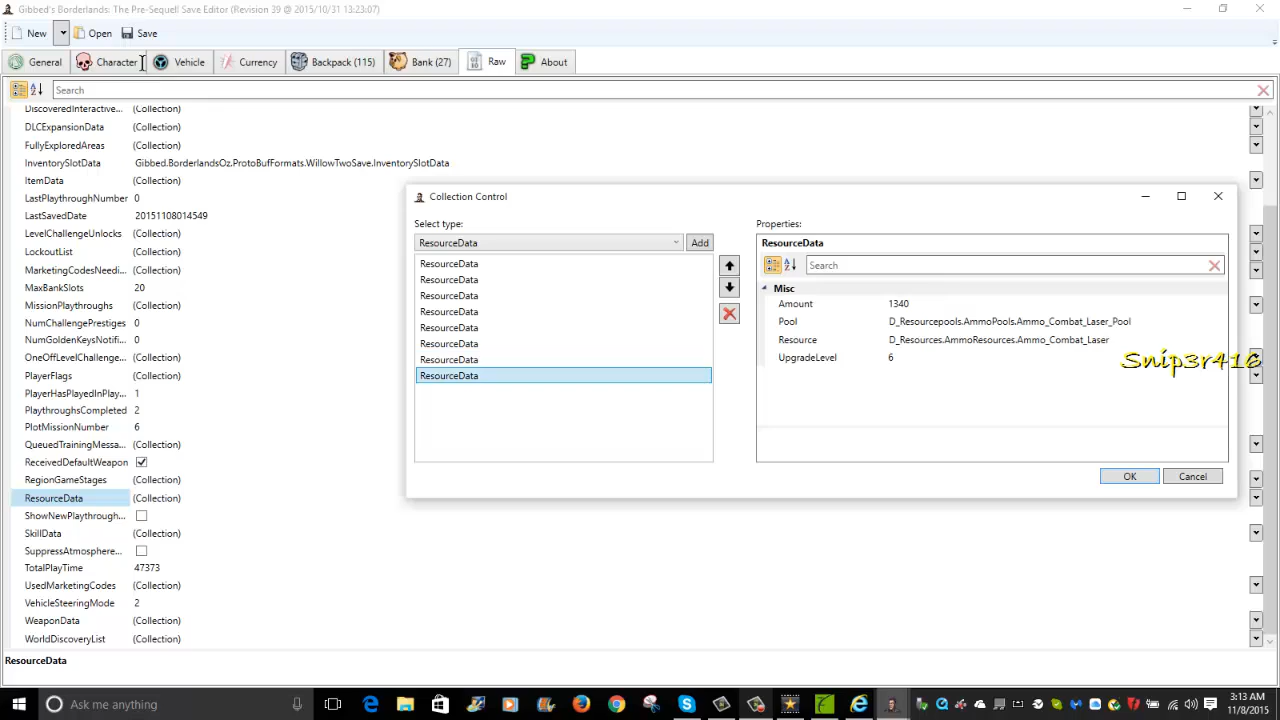 Gibbed's Borderlands: The Pre-Sequel! Save Editor (Revision 39 @ 2015/10/31 13:23:07)
New Open Save
General Character Vehicle Currency Backpack (115) Bank (27) Raw About
Search
DiscoveredInteractive... (Collection)
DLCExpansionData (Collection)
FullyExploredAreas (Collection)
InventorySlotData Gibbed.BorderlandsOz.ProtoBufFormats.WillowTwoSave.InventorySlotData
ItemData (Collection)
LastPlaythroughNumber 0
LastSavedDate 20151108014549
LevelChallengeUnlocks (Collection)
LockoutList (Collection)
MarketingCodesNeedi... (Collection)
MaxBankSlots 20
MissionPlaythroughs (Collection)
NumChallengePrestiges 0
NumGoldenKeysNotifi... 0
OneOffLevelChallenge... (Collection)
PlayerFlags (Collection)
PlayerHasPlayedInPlay... 1
PlaythroughsCompleted 2
PlotMissionNumber 6
QueuedTrainingMessa... (Collection)
ReceivedDefaultWeapon
RegionGameStages (Collection)
ResourceData (Collection)
ShowNewPlaythrough...
SkillData (Collection)
SuppressAtmosphere...
TotalPlayTime 47373
UsedMarketingCodes (Collection)
VehicleSteeringMode 2
WeaponData (Collection)
WorldDiscoveryList (Collection)
ResourceData
Collection Control
Select type:
ResourceData Add
ResourceData
ResourceData
ResourceData
ResourceData
ResourceData
ResourceData
ResourceData
ResourceData
Properties:
ResourceData
Search
Misc
Amount 1340
Pool D_Resourcepools.AmmoPools.Ammo_Combat_Laser_Pool
Resource D_Resources.AmmoResources.Ammo_Combat_Laser
UpgradeLevel 6
OK Cancel
Snip3r416
Ask me anything
3:13 AM
11/8/2015